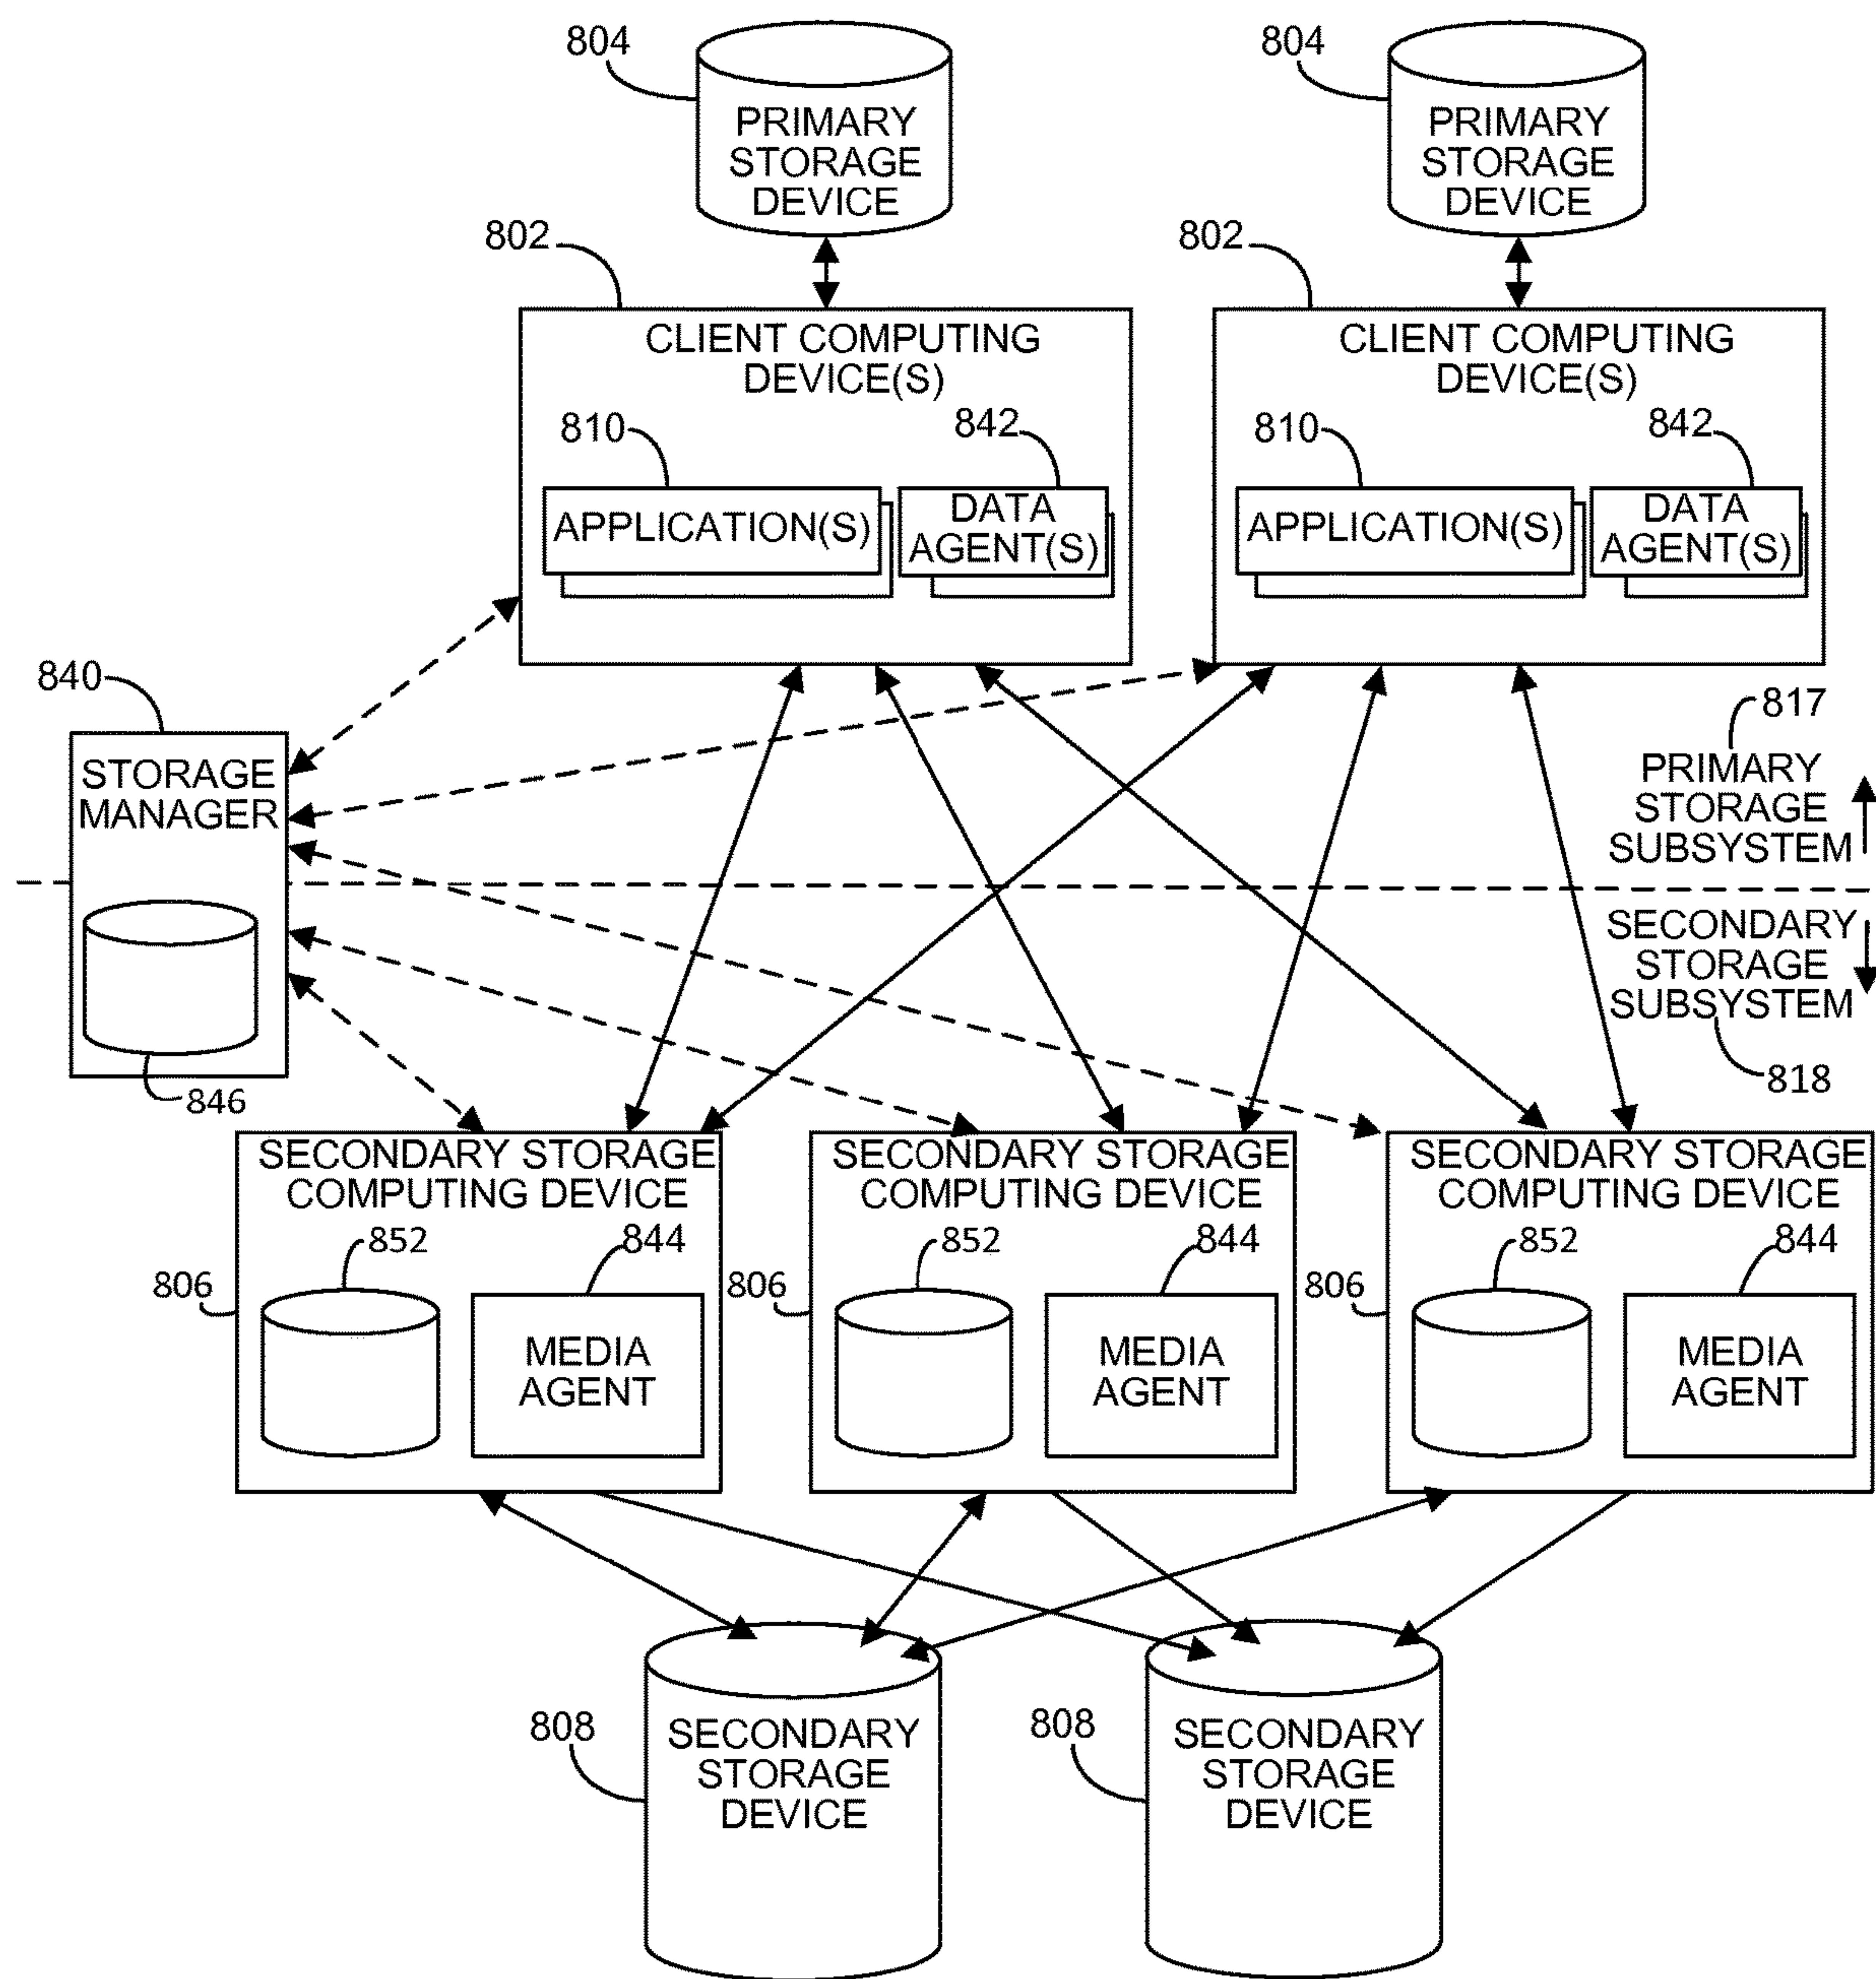 804
PRIMARY
STORAGE
DEVICE
804
PRIMARY
STORAGE
DEVICE
802
CLIENT COMPUTING
DEVICE(S)
810
842
APPLICATION(S)
DATA
AGENT(S)
802
CLIENT COMPUTING
DEVICE(S)
810
842
APPLICATION(S)
DATA
AGENT(S)
840
STORAGE
MANAGER
846
817
PRIMARY
STORAGE
SUBSYSTEM
SECONDARY
STORAGE
SUBSYSTEM
818
SECONDARY STORAGE
COMPUTING DEVICE
852
844
806
MEDIA
AGENT
SECONDARY STORAGE
COMPUTING DEVICE
852
844
806
MEDIA
AGENT
SECONDARY STORAGE
COMPUTING DEVICE
852
844
806
MEDIA
AGENT
808
SECONDARY
STORAGE
DEVICE
808
SECONDARY
STORAGE
DEVICE